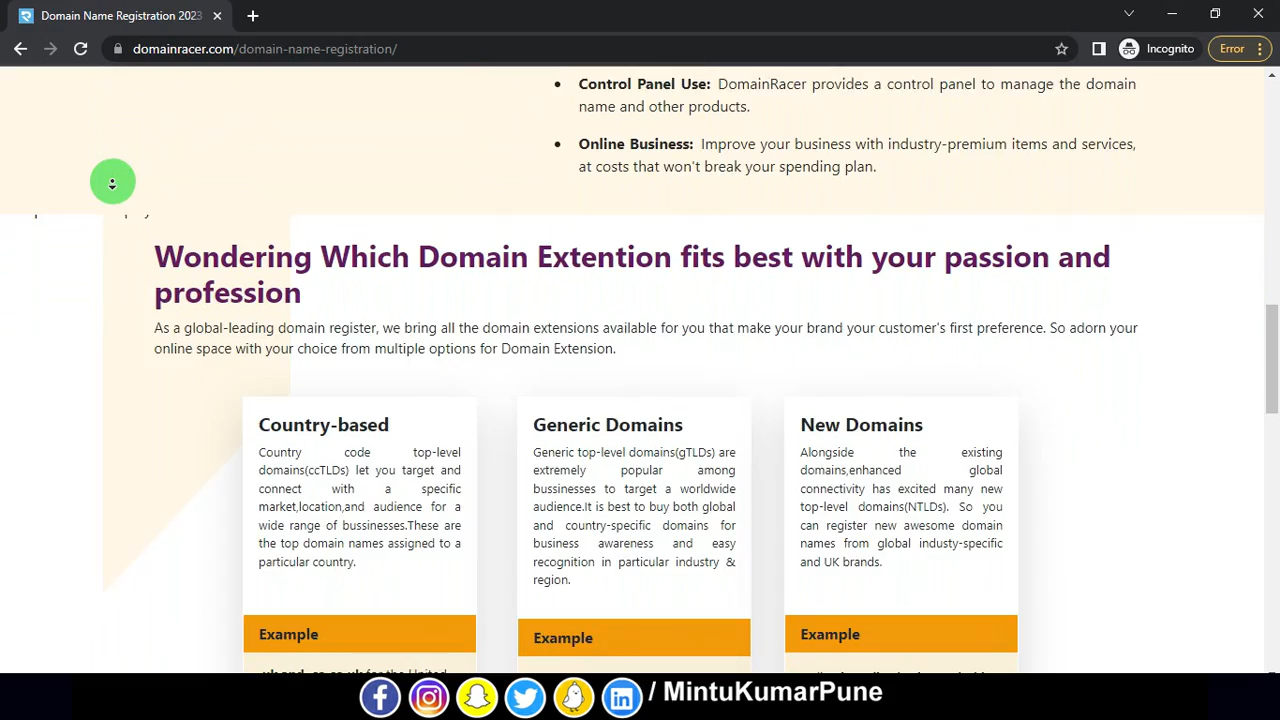 Domain Name Registration 2023
domainracer.com/domain-name-registration/
Incognito
Error
Control Panel Use: DomainRacer provides a control panel to manage the domain
name and other products.
Online Business: Improve your business with industry-premium items and services,
at costs that won't break your spending plan.
Wondering Which Domain Extention fits best with your passion and
profession
As a global-leading domain register, we bring all the domain extensions available for you that make your brand your customer's first preference. So adorn your
online space with your choice from multiple options for Domain Extension.
Country-based
Country code top-level
domains(ccTLDs) let you target and
connect with a specific
market,location,and audience for a
wide range of bussinesses.These are
the top domain names assigned to a
particular country.
Example
Generic Domains
Generic top-level domains(gTLDs) are
extremely popular among
bussinesses to target a worldwide
audience.It is best to buy both global
and country-specific domains for
business awareness and easy
recognition in particular industry &
region.
Example
New Domains
Alongside the existing
domains,enhanced global
connectivity has excited many new
top-level domains(NTLDs). So you
can register new awesome domain
names from global industy-specific
and UK brands.
Example
/ MintuKumarPune